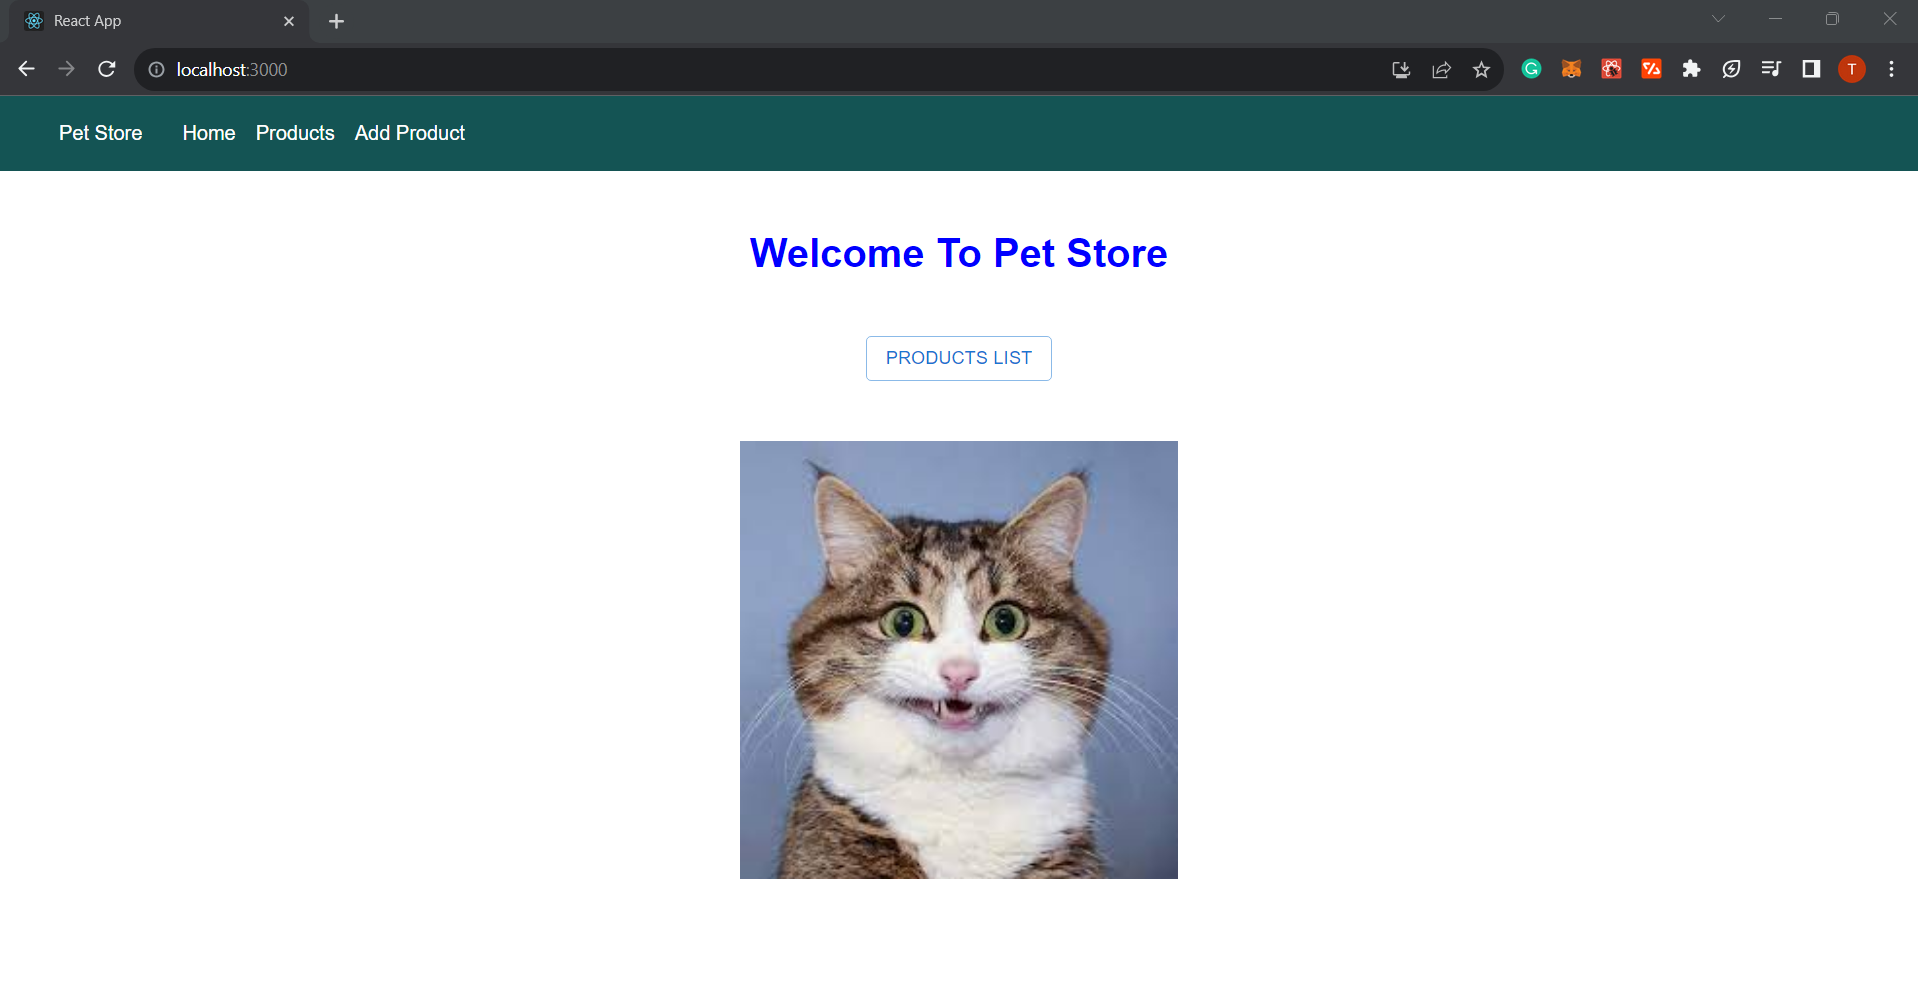 React App
localhost:3000
T
Pet Store Home Products Add Product
Welcome To Pet Store
PRODUCTS LIST